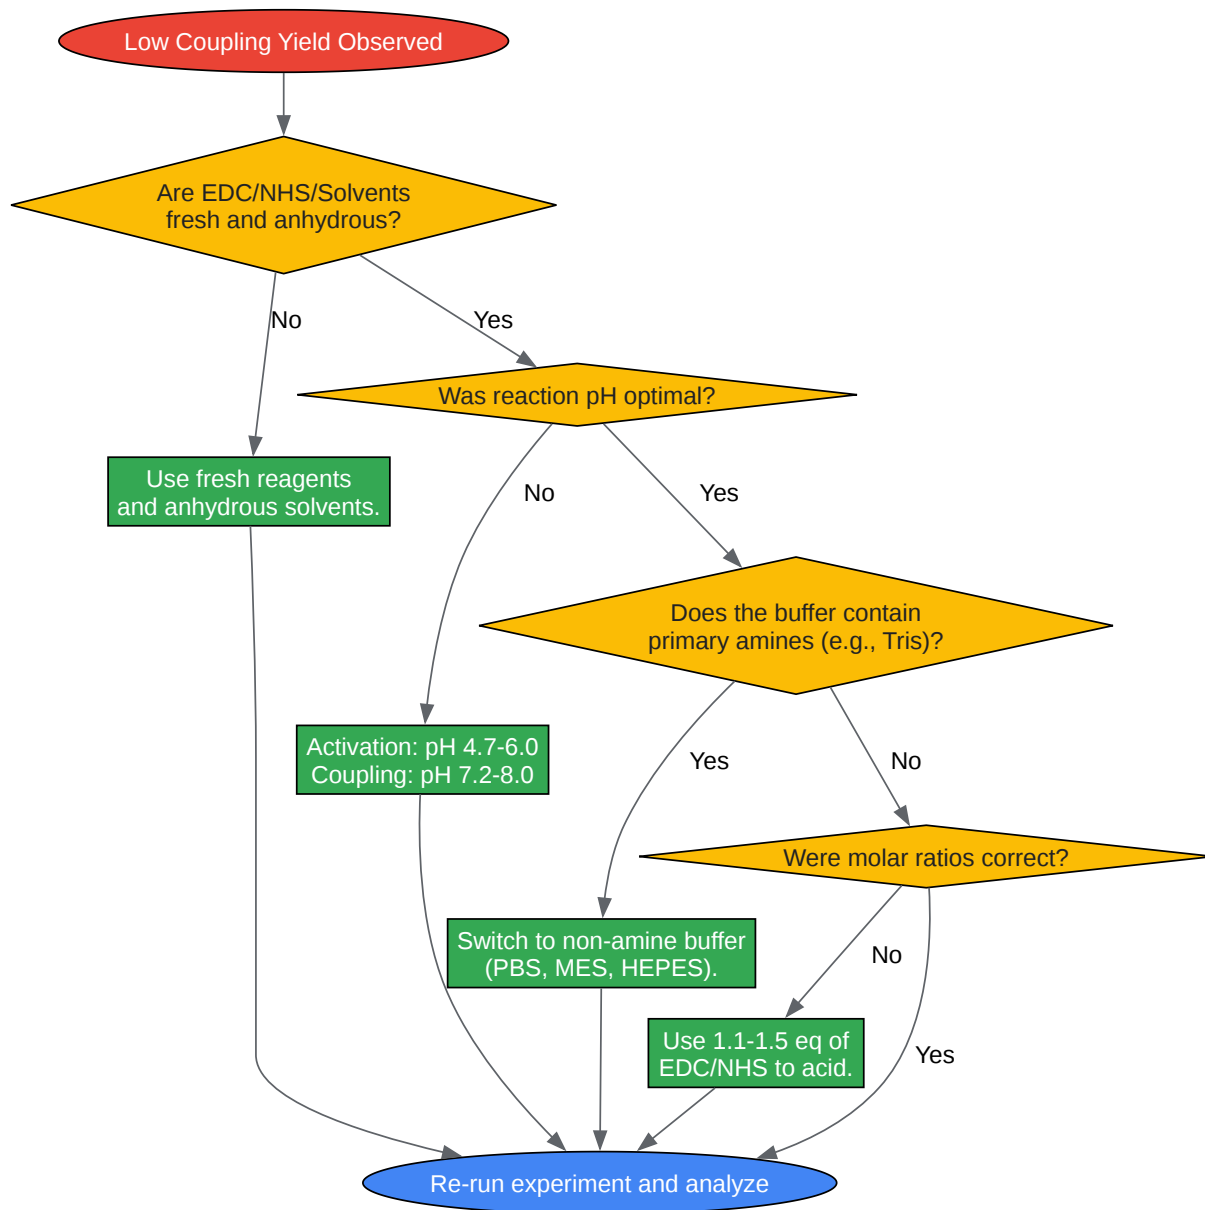 Low Coupling Yield Observed
Are EDC/NHS/Solvents
fresh and anhydrous?
No
Yes
Was reaction pH optimal?
Use fresh reagents
and anhydrous solvents.
No
Yes
Does the buffer contain
primary amines (e.g., Tris)?
Activation: pH 4.7-6.0
Coupling: pH 7.2-8.0
Yes
No
Were molar ratios correct?
Switch to non-amine buffer
(PBS, MES, HEPES).
No
Use 1.1-1.5 eq of
EDC/NHS to acid.
Yes
Re-run experiment and analyze